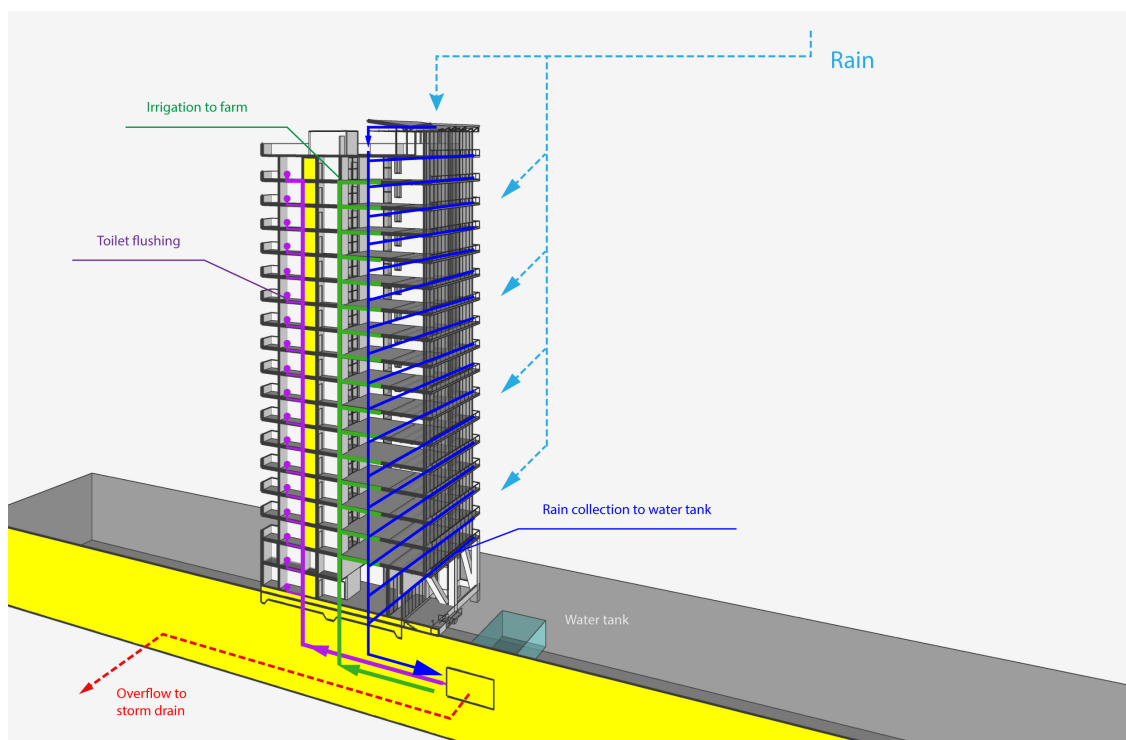 Rain
Irrigation to farm
Toilet flushing
Rain collection to water tank
Water tank
Overflow to
storm drain